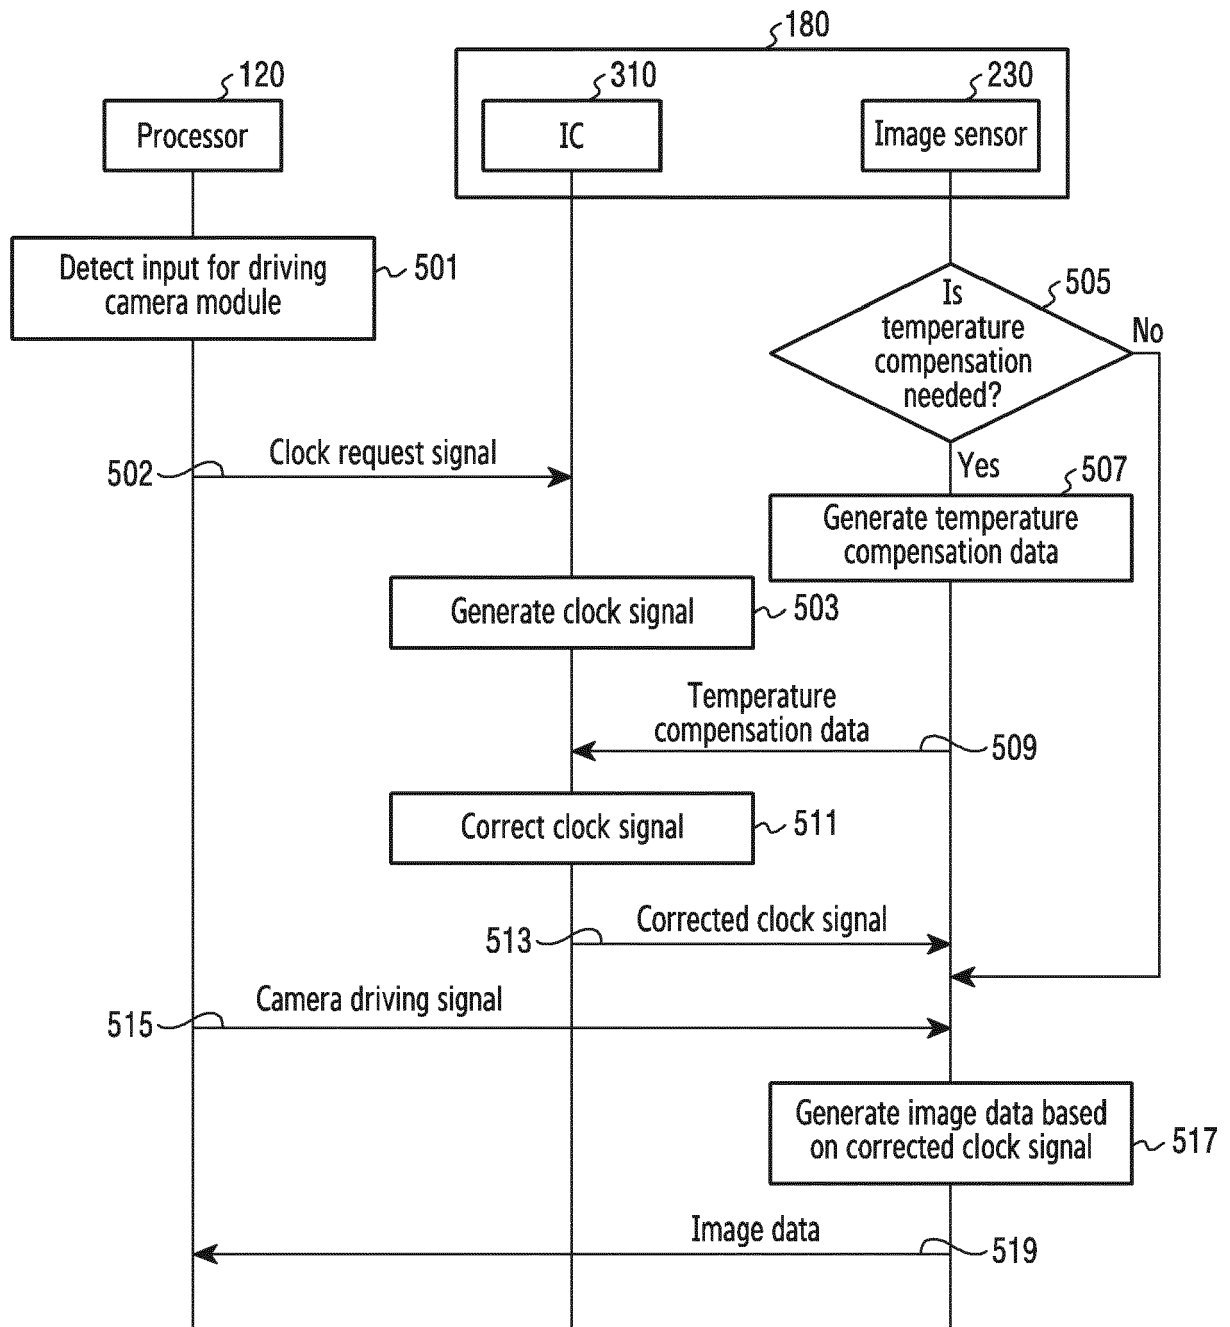 180
120
310
230
Processor
IC
Image sensor
Detect input for driving
camera module
501
Is
temperature
compensation
needed?
505
No
Clock request signal
502
Yes
507
Generate temperature
compensation data
Generate clock signal
503
Temperature
compensation data
509
Correct clock signal
511
Corrected clock signal
513
Camera driving signal
515
Generate image data based
on corrected clock signal
517
Image data
519